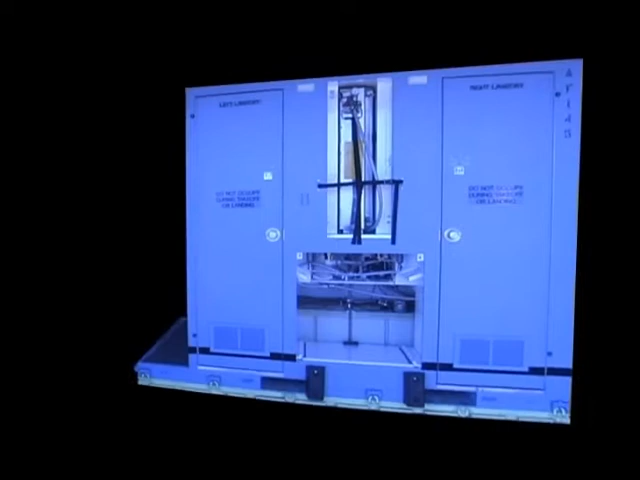 LEFT LAVATORY
DO NOT OCCUPY
DURING TAKEOFF
OR LANDING
RIGHT LAVATORY
DO NOT OCCUPY
DURING TAKEOFF
OR LANDING